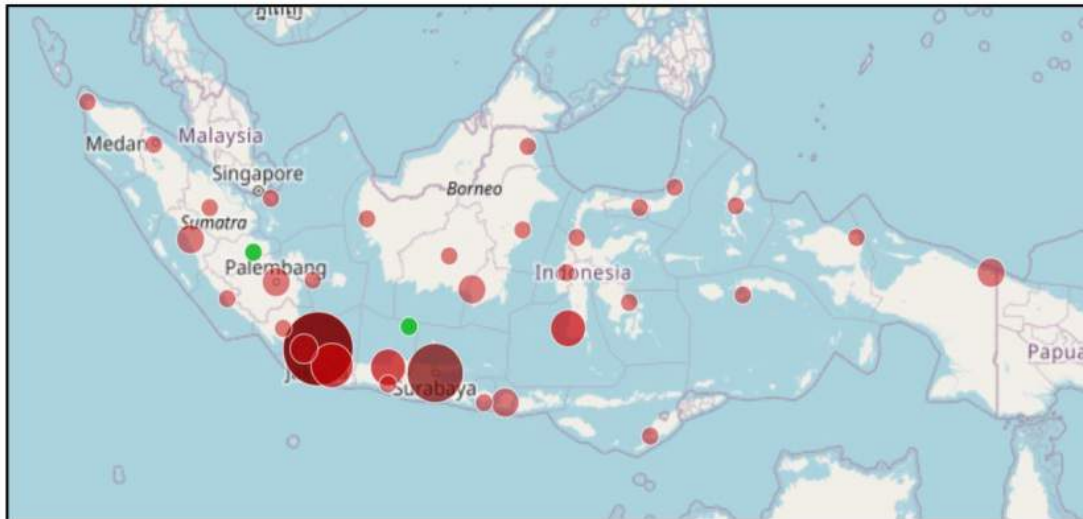 Malaysia
Medan
Singapore
Borneo
Sumatra
Palembang
Indonesia
Surabaya
Papua